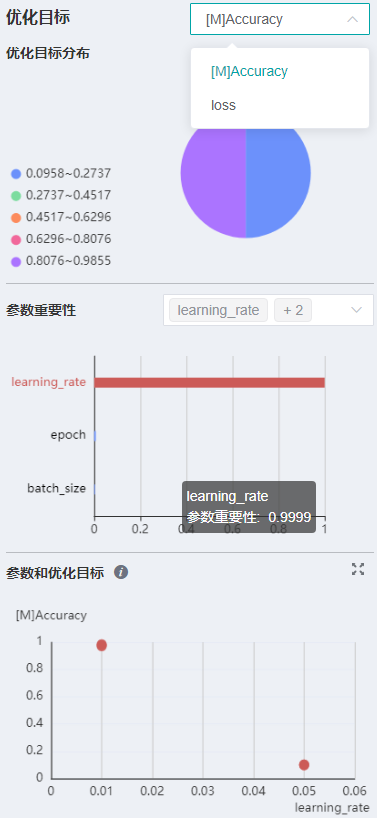 优化目标
[M]Accuracy
优化目标分布
[M]Accuracy
loss
0.0958~0.2737
0.2737~0.4517
0.4517~0.6296
0.6296~0.8076
0.8076~0.9855
参数重要性
learning_rate
+ 2
learning_rate
epoch
batch_size
learning_rate
参数重要性: 0.9999
0 0.2 0.4 0.6 0.8 1
参数和优化目标 i
[M]Accuracy
1
0.8
0.6
0.4
0.2
0
0 0.01 0.02 0.03 0.04 0.05 0.06
learning_rate